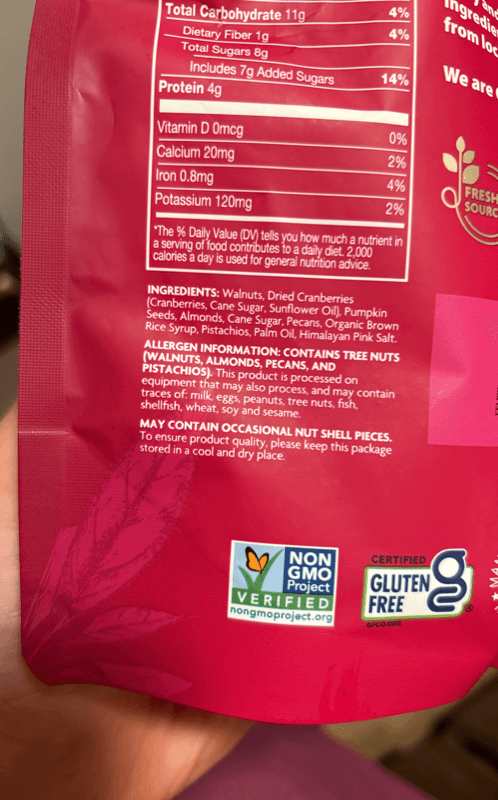 Total Carbohydrate 11g 4%
Dietary Fiber 1g 4%
Total Sugars 8g
Includes 7g Added Sugars 14%
Protein 4g
Vitamin D 0mcg 0%
Calcium 20mg 2%
Iron 0.8mg 4%
Potassium 120mg 2%
*The % Daily Value (DV) tells you how much a nutrient in
a serving of food contributes to a daily diet. 2,000
calories a day is used for general nutrition advice.
INGREDIENTS: Walnuts, Dried Cranberries
(Cranberries, Cane Sugar, Sunflower Oil), Pumpkin
Seeds, Almonds, Cane Sugar, Pecans, Organic Brown
Rice Syrup, Pistachios, Palm Oil, Himalayan Pink Salt.
ALLERGEN INFORMATION: CONTAINS TREE NUTS
(WALNUTS, ALMONDS, PECANS, AND
PISTACHIOS). This product is processed on
equipment that may also process, and may contain
traces of: milk, eggs, peanuts, tree nuts, fish,
shellfish, wheat, soy and sesame.
MAY CONTAIN OCCASIONAL NUT SHELL PIECES.
To ensure product quality, please keep this package
stored in a cool and dry place.
NON
GMO
Project
VERIFIED
nongmoproject.org
CERTIFIED
GLUTEN
FREE
GFCO.ORG
from loc
We are
FRESH
SOURC